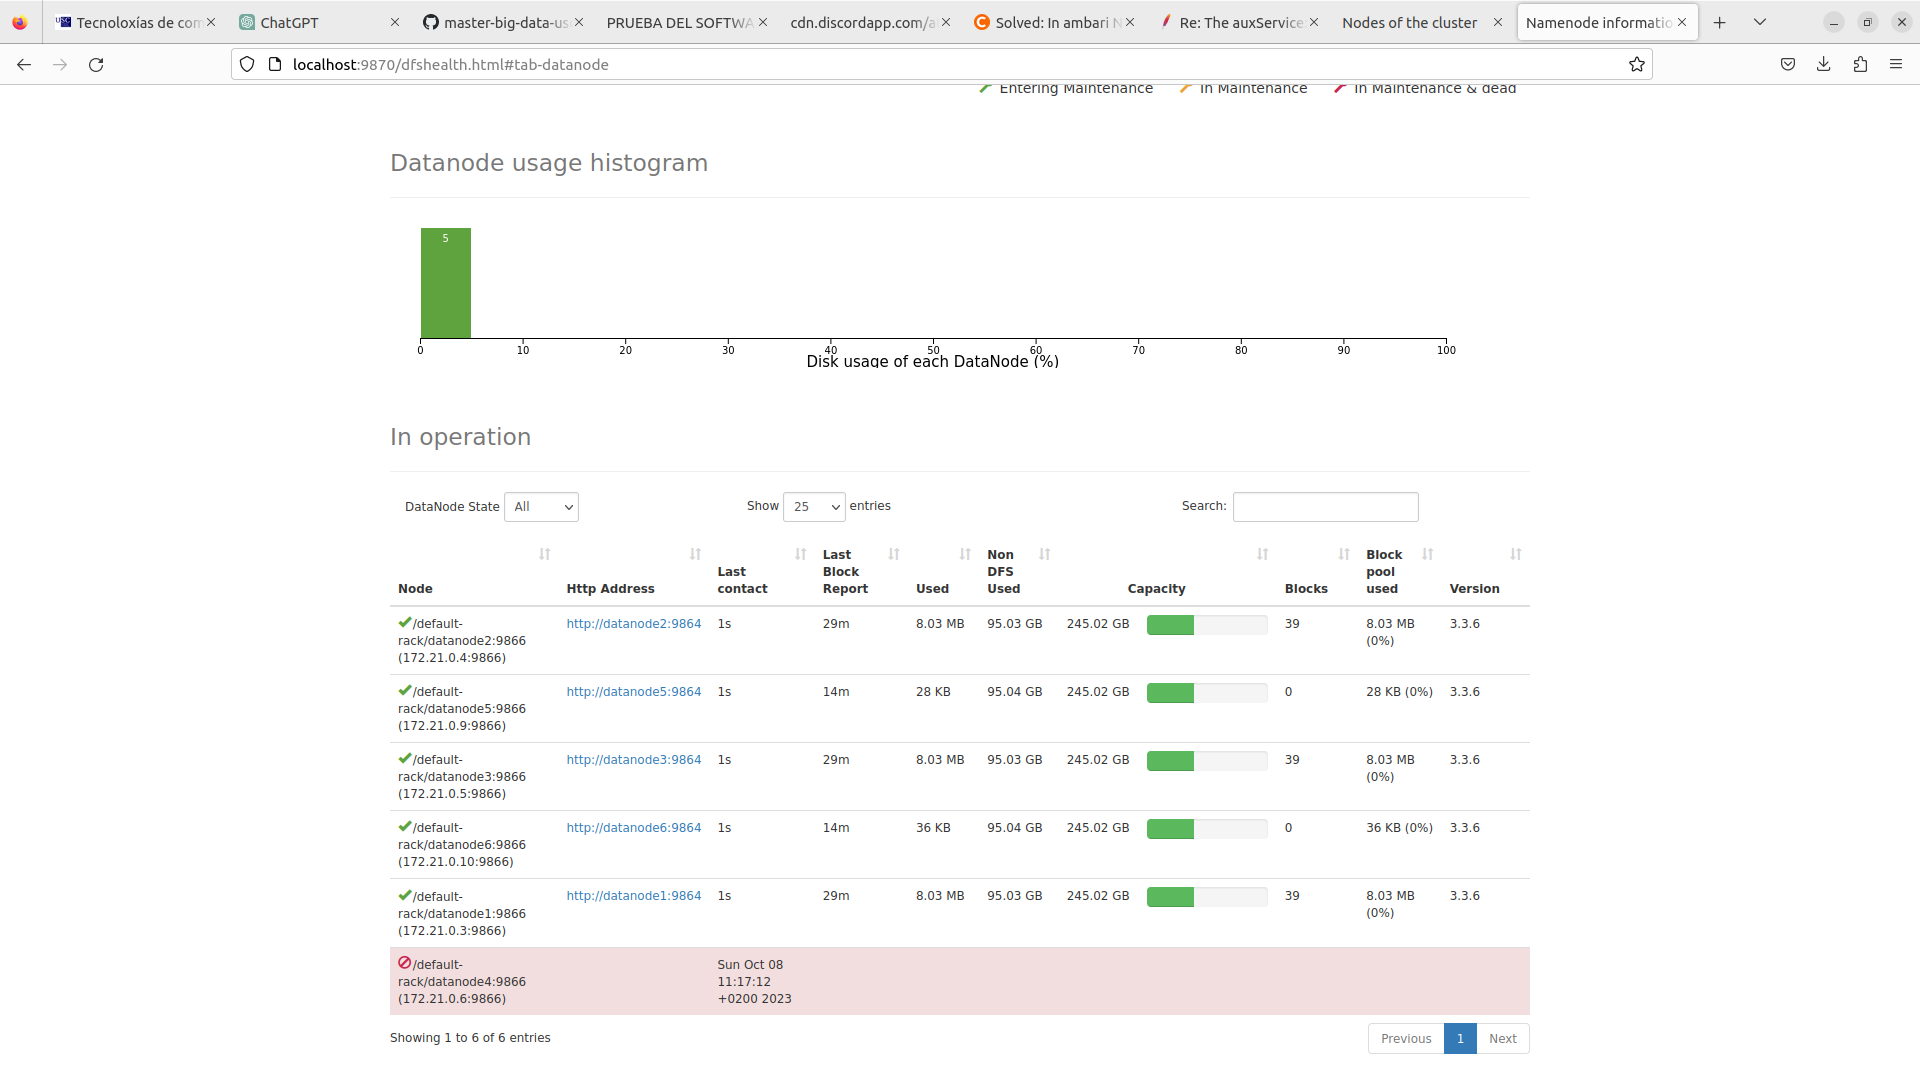 Tecnoloxías de com
ChatGPT
master-big-data-us
PRUEBA DEL SOFTWA
cdn.discordapp.com/a
Solved: In ambari N
Re: The auxService
Nodes of the cluster
Namenode informatio
localhost:9870/dfshealth.html#tab-datanode
Entering Maintenance In Maintenance In Maintenance & dead
Datanode usage histogram
5
0 10 20 30 40 50 60 70 80 90 100
Disk usage of each DataNode (%)
In operation
DataNode State All Show 25 entries Search:
Node Http Address Last contact Last Block Report Used Non DFS Used Capacity Blocks Block pool used Version
/default-
rack/datanode2:9866
(172.21.0.4:9866)
http://datanode2:9864 1s 29m 8.03 MB 95.03 GB 245.02 GB 39 8.03 MB (0%) 3.3.6
/default-
rack/datanode5:9866
(172.21.0.9:9866)
http://datanode5:9864 1s 14m 28 KB 95.04 GB 245.02 GB 0 28 KB (0%) 3.3.6
/default-
rack/datanode3:9866
(172.21.0.5:9866)
http://datanode3:9864 1s 29m 8.03 MB 95.03 GB 245.02 GB 39 8.03 MB (0%) 3.3.6
/default-
rack/datanode6:9866
(172.21.0.10:9866)
http://datanode6:9864 1s 14m 36 KB 95.04 GB 245.02 GB 0 36 KB (0%) 3.3.6
/default-
rack/datanode1:9866
(172.21.0.3:9866)
http://datanode1:9864 1s 29m 8.03 MB 95.03 GB 245.02 GB 39 8.03 MB (0%) 3.3.6
/default-
rack/datanode4:9866
(172.21.0.6:9866)
Sun Oct 08
11:17:12
+0200 2023
Showing 1 to 6 of 6 entries
Previous 1 Next